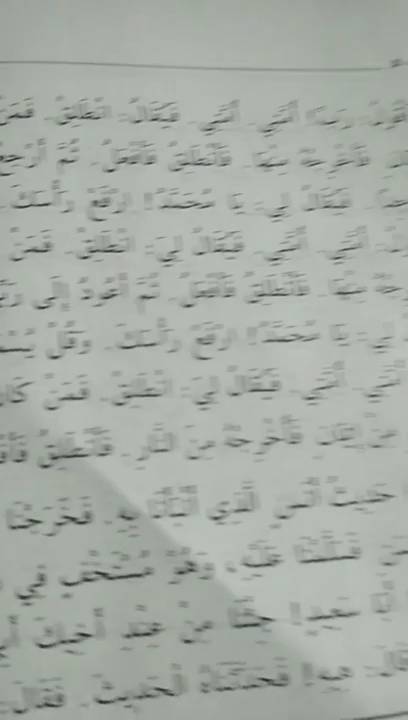 رَبِّ! أُمَّتِي. أُمَّتِي. فَيُقَالُ: انْطَلِقْ. فَمَنْ
فَأَخْرِجْهُ مِنْهَا. فَأَنْطَلِقُ فَأَفْعَلُ. ثُمَّ أَرْجِعُ
فَيُقَالُ لِي: يَا مُحَمَّدُ! ارْفَعْ رَأْسَكَ.
أُمَّتِي. أُمَّتِي. فَيُقَالُ لِي: انْطَلِقْ. فَمَنْ
مِنْهَا. فَأَنْطَلِقُ فَأَفْعَلُ. ثُمَّ أَعُودُ إِلَى
لِي: يَا مُحَمَّدُ! ارْفَعْ رَأْسَكَ. وَقُلْ
أُمَّتِي. أُمَّتِي. فَيُقَالُ لِي: انْطَلِقْ. فَمَنْ
مِنْ إِيمَانٍ فَأَخْرِجْهُ مِنَ النَّارِ. فَأَنْطَلِقُ
حَدِيثُ أَنَسٍ الَّذِي أَنْبَأَنَا بِهِ. فَخَرَجْنَا
فَسَلَّمْنَا عَلَيْهِ، وَهُوَ مُسْتَخْفٍ فِي
أَبَا سَعِيدٍ! جِئْنَا مِنْ عِنْدِ أَخِيكَ
هِيهِ! فَحَدَّثْنَاهُ الْحَدِيثَ. فَقَالَ: